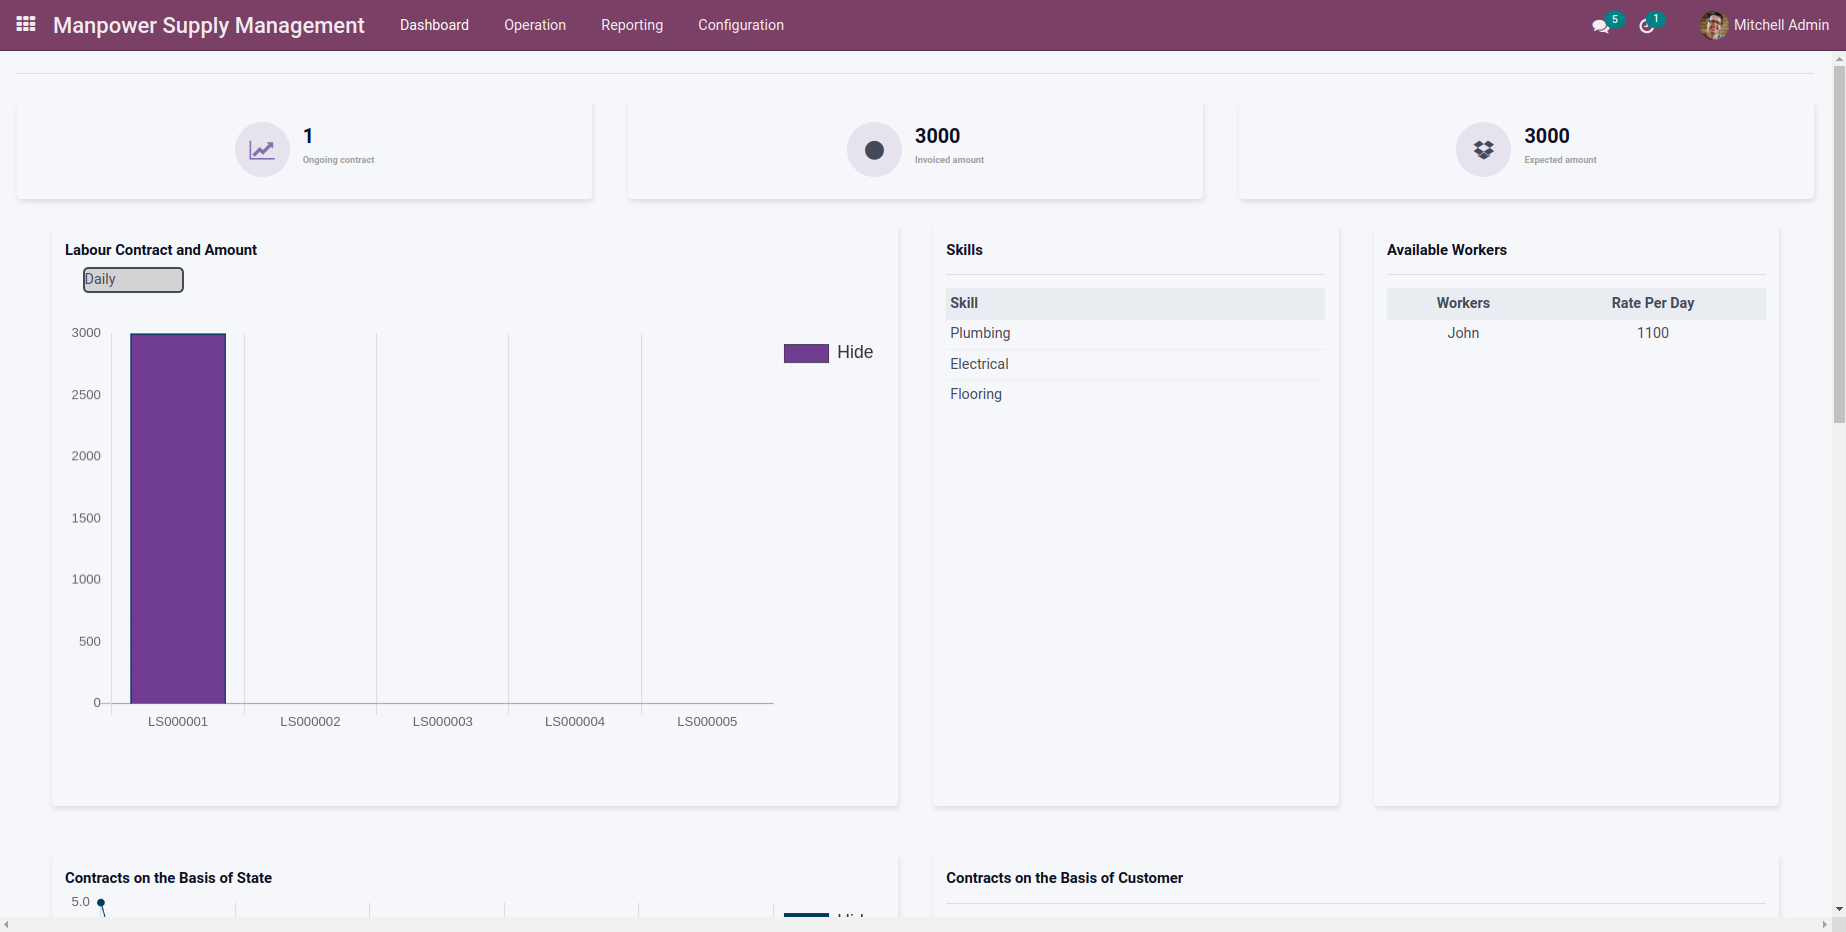 Manpower Supply Management
Dashboard
Operation
Reporting
Configuration
5
1
Mitchell Admin
1
Ongoing contract
3000
Invoiced amount
3000
Expected amount
Labour Contract and Amount
Daily
3000
2500
2000
1500
1000
500
0
LS000001
LS000002
LS000003
LS000004
LS000005
Hide
Skills
Skill
Plumbing
Electrical
Flooring
Available Workers
Workers
Rate Per Day
John
1100
Contracts on the Basis of State
5.0
Contracts on the Basis of Customer